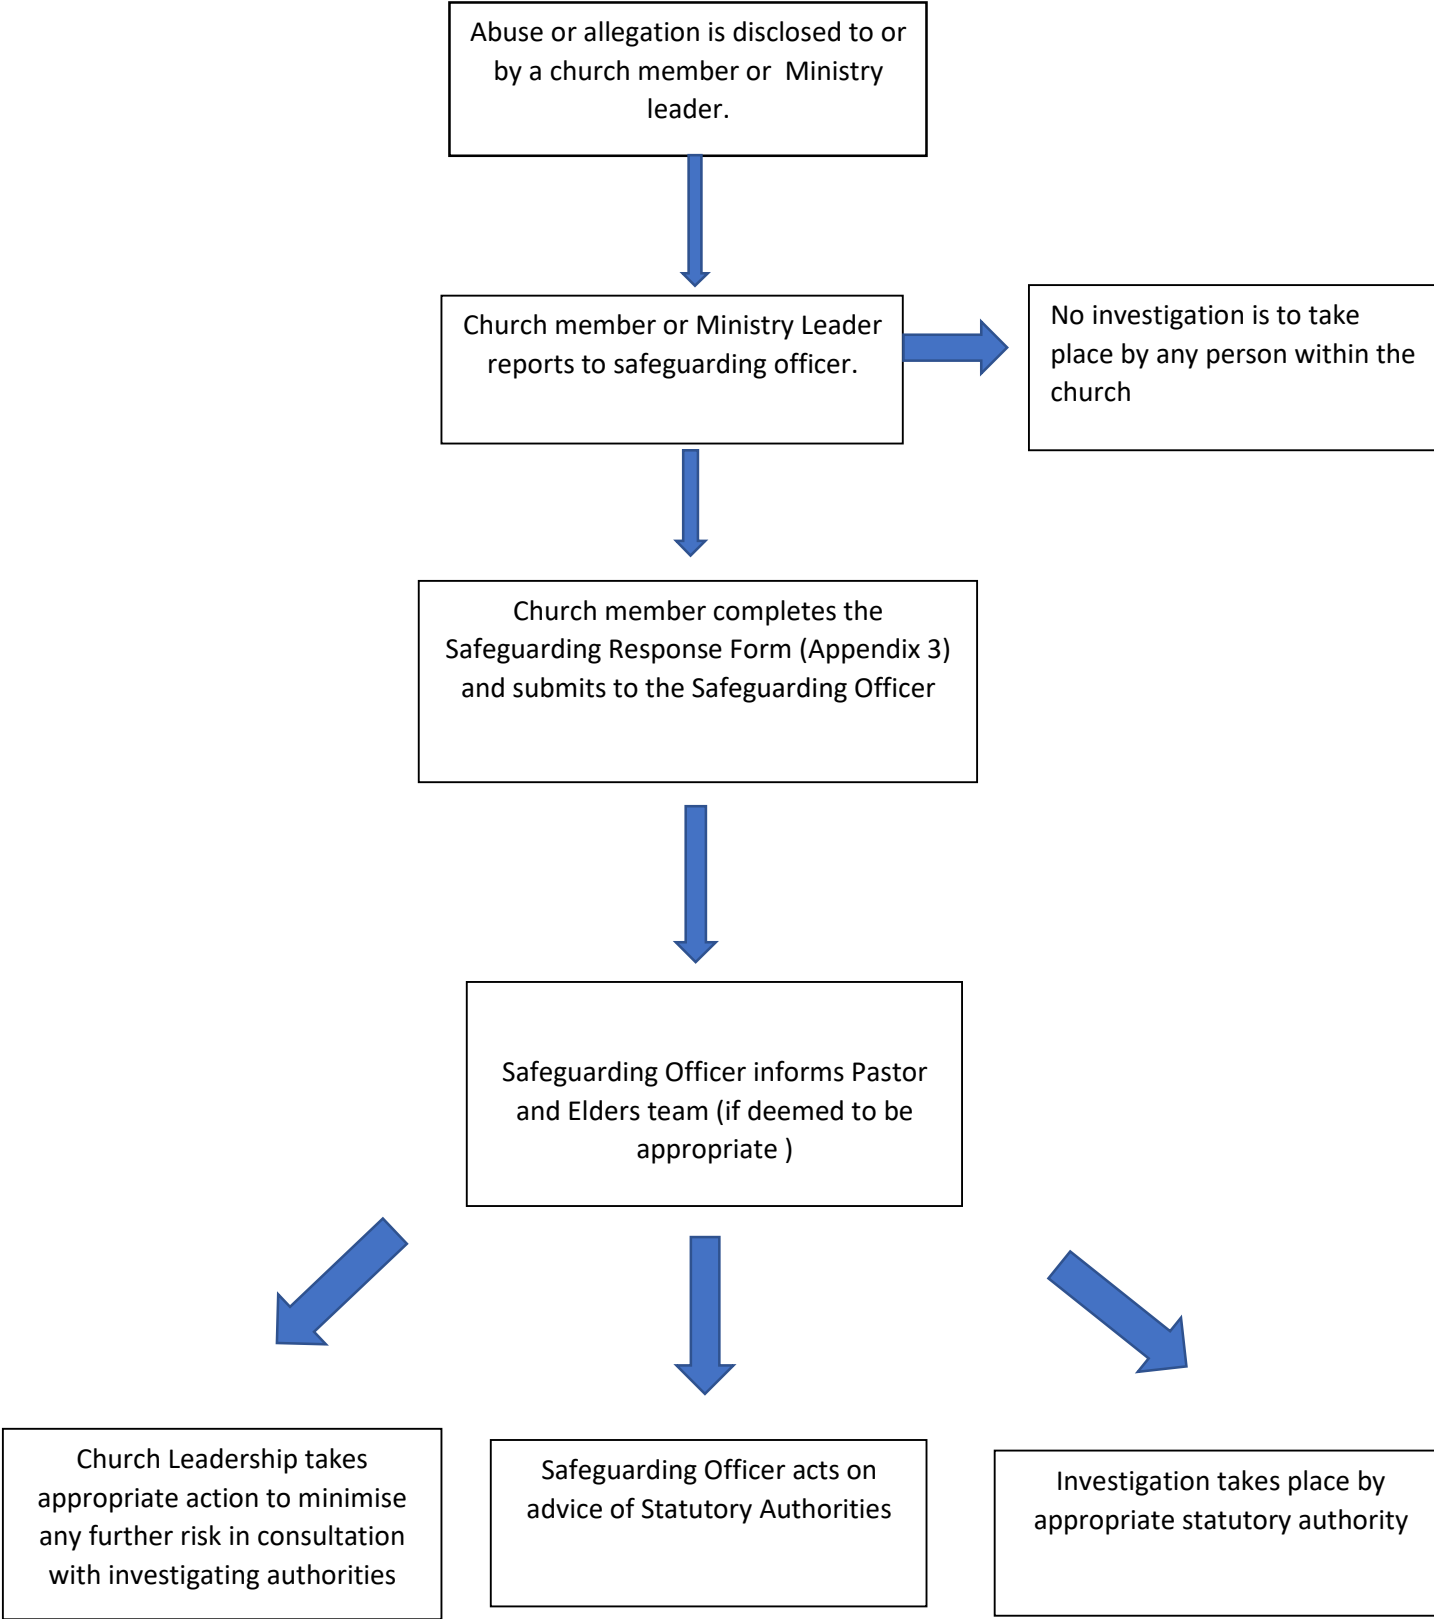 Abuse or allegation is disclosed to or
by a church member or  Ministry
leader.
Church member or Ministry Leader
reports to safeguarding officer.
No investigation is to take
place by any person within the
church
Church member completes the
Safeguarding Response Form (Appendix 3)
and submits to the Safeguarding Officer
Safeguarding Officer informs Pastor
and Elders team (if deemed to be
appropriate )
Church Leadership takes
appropriate action to minimise
any further risk in consultation
with investigating authorities
Safeguarding Officer acts on
advice of Statutory Authorities
Investigation takes place by
appropriate statutory authority